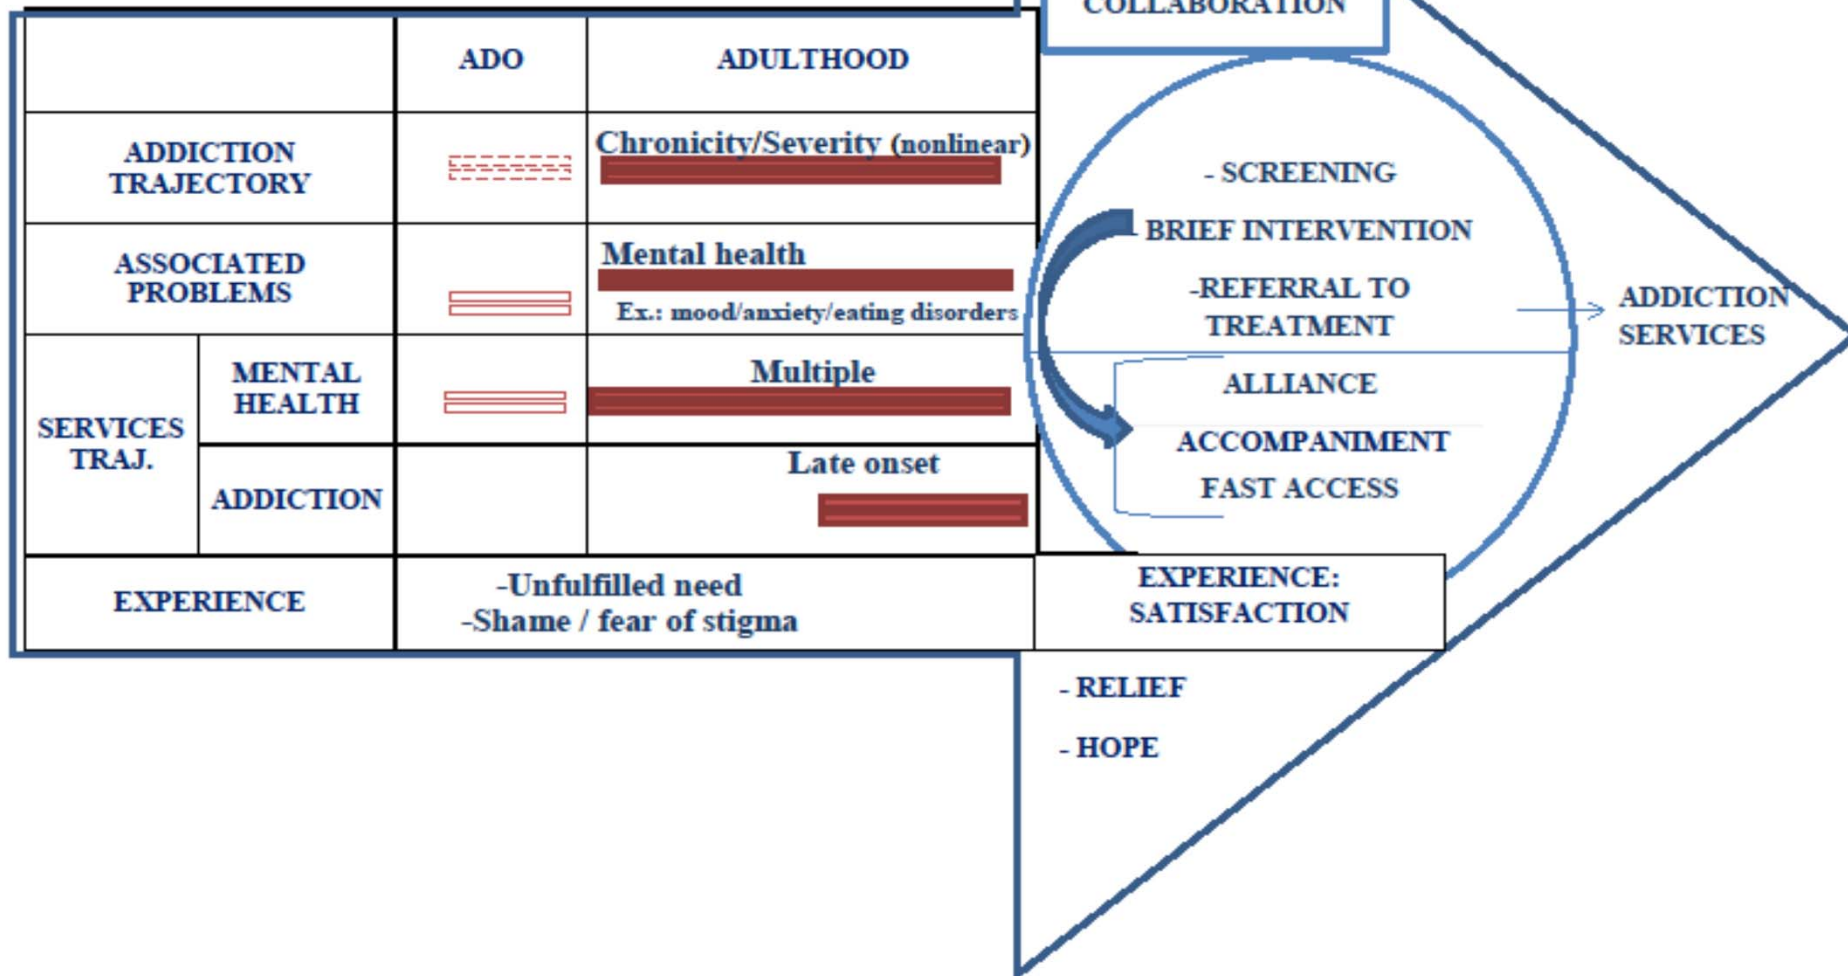 COLLABORATION
ADO
ADULTHOOD
ADDICTION
TRAJECTORY
Chronicity/Severity (nonlinear)
ASSOCIATED
PROBLEMS
Mental health
Ex.: mood/anxiety/eating disorders
SERVICES
TRAJ.
MENTAL
HEALTH
Multiple
ADDICTION
Late onset
EXPERIENCE
-Unfulfilled need
-Shame / fear of stigma
- SCREENING
- BRIEF INTERVENTION
-REFERRAL TO
TREATMENT
ALLIANCE
ACCOMPANIMENT
FAST ACCESS
ADDICTION
SERVICES
EXPERIENCE:
SATISFACTION
- RELIEF
- HOPE